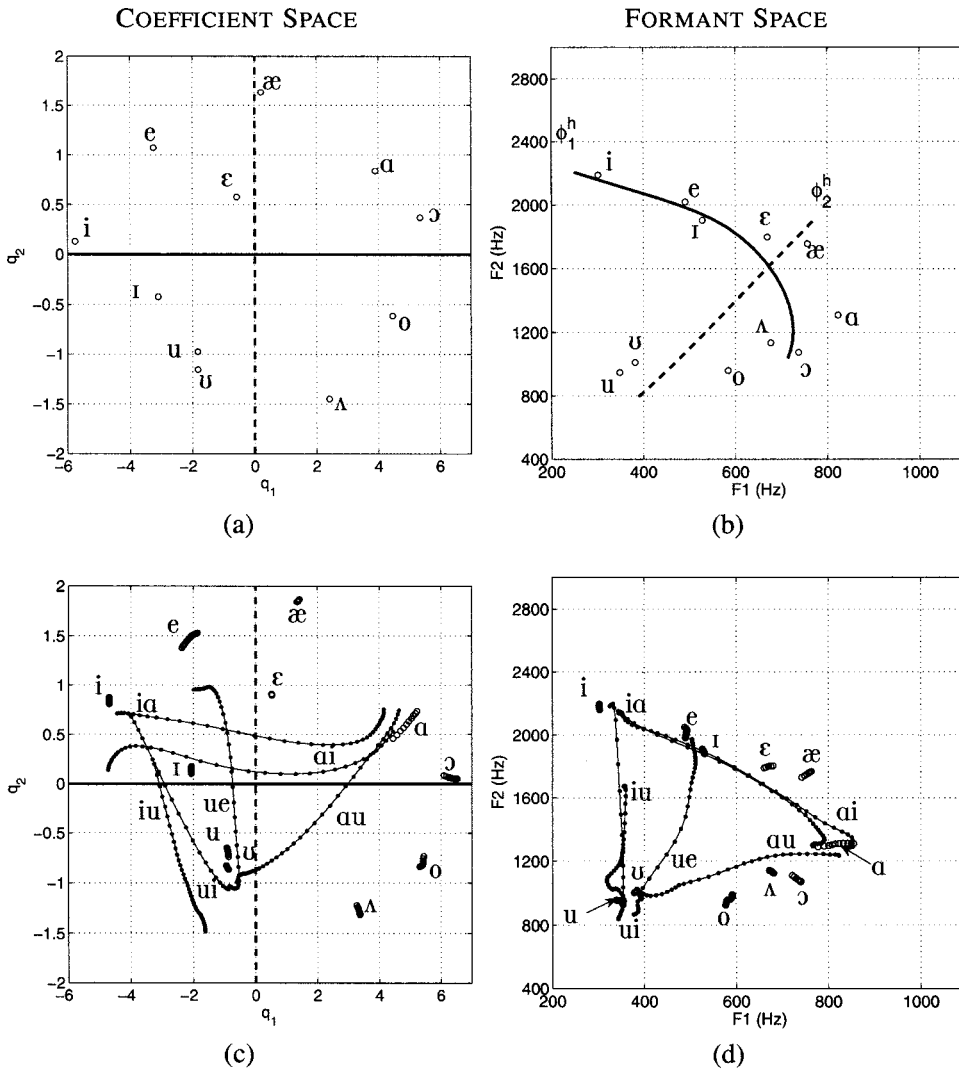 COEFFICIENT SPACE
FORMANT SPACE
2
1.5
1
0.5
0
−0.5
−1
−1.5
−2
q2
−6 −4 −2 0 2 4 6
q1
æ
e
ε
ɑ
ɔ
i
ɪ
o
u
ʊ
ʌ
(a)
2800
2400
2000
1600
1200
800
400
F2 (Hz)
200 400 600 800 1000
F1 (Hz)
ϕ1h
i
e
ϕ2h
ɪ
ε
æ
ɑ
ʌ
ʊ
ɔ
u
o
(b)
2
1.5
1
0.5
0
−0.5
−1
−1.5
−2
q2
−6 −4 −2 0 2 4 6
q1
e
æ
i
iɑ
ε
ɑ
ɑi
ɔ
ɪ
iu
ue
ɑu
u
ʊ
o
ui
ʌ
(c)
2800
2400
2000
1600
1200
800
400
F2 (Hz)
200 400 600 800 1000
F1 (Hz)
i
iɑ
e
ɪ
ε
æ
iu
ɑi
ɑu
ue
ɑ
ʊ
ʌ
ɔ
u
o
ui
(d)